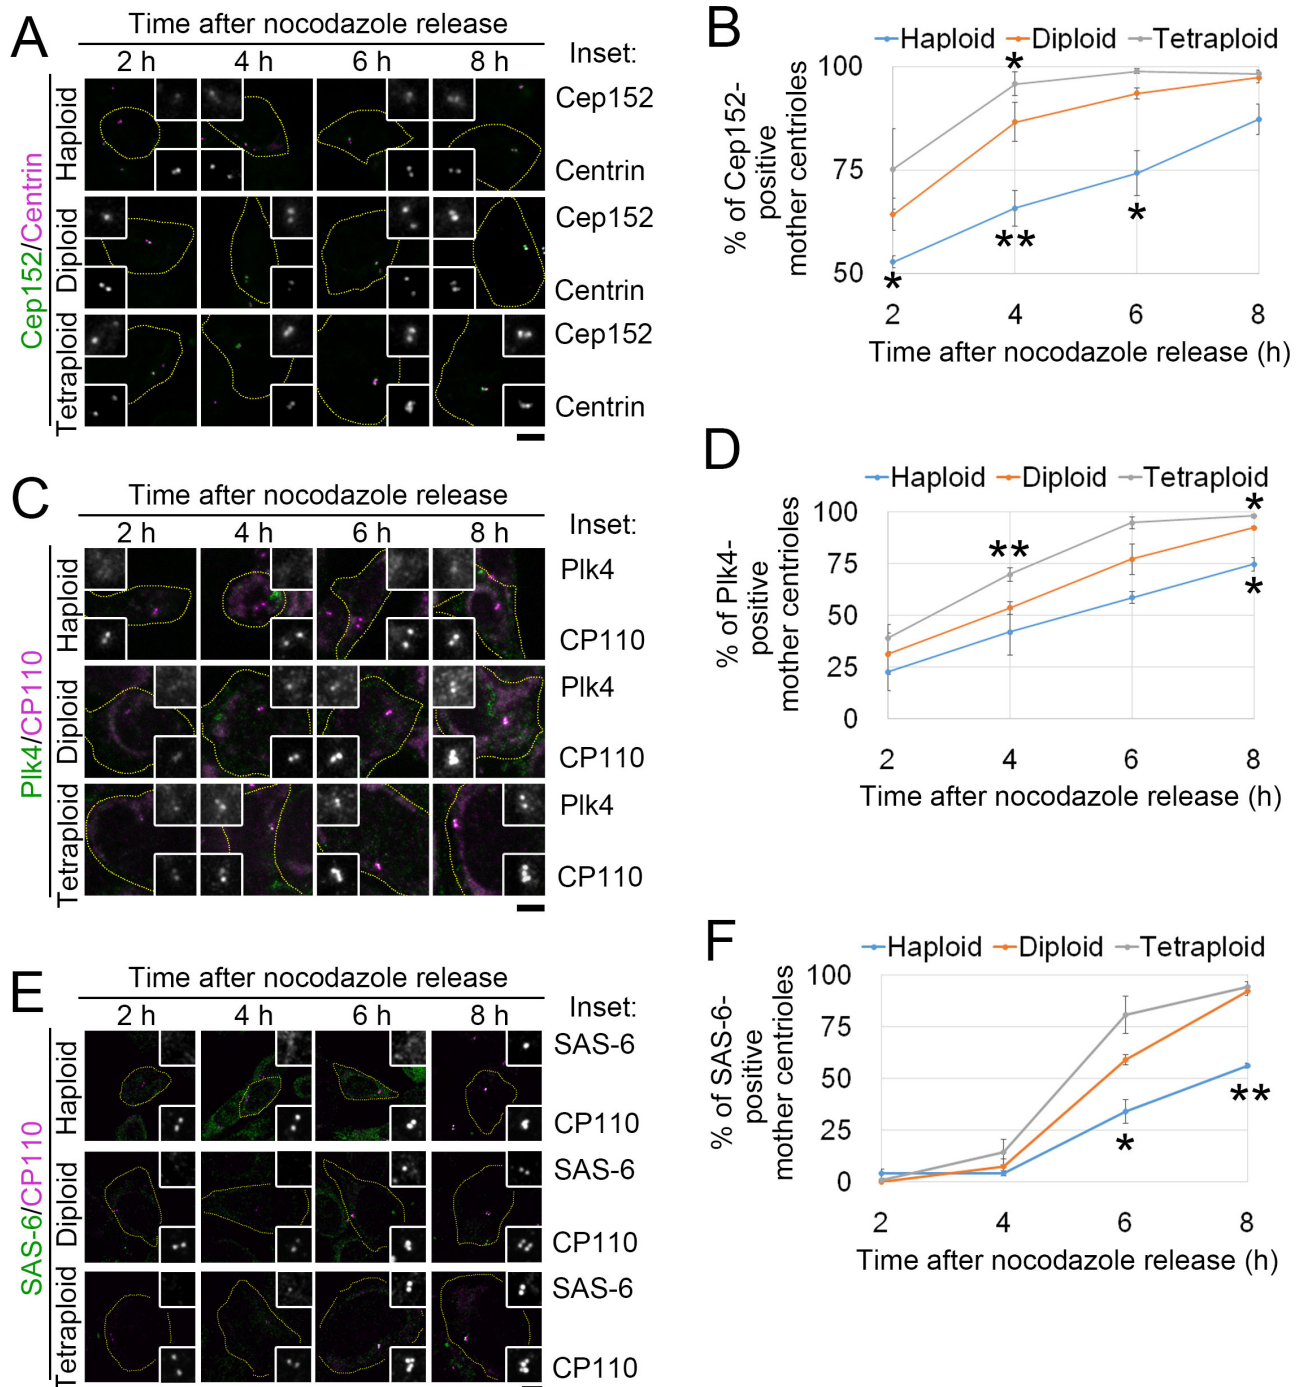 A
Time after nocodazole release
2 h 4 h 6 h 8 h
Inset:
Cep152/Centrin
Haploid
Cep152
Centrin
Diploid
Cep152
Centrin
Tetraploid
Cep152
Centrin
B
Haploid Diploid Tetraploid
% of Cep152-
positive
mother centrioles
100
75
50
*
**
*
*
2 4 6 8
Time after nocodazole release (h)
C
Time after nocodazole release
2 h 4 h 6 h 8 h
Inset:
Plk4/CP110
Haploid
Plk4
CP110
Diploid
Plk4
CP110
Tetraploid
Plk4
CP110
D
Haploid Diploid Tetraploid
% of Plk4-
positive
mother centrioles
100
75
50
25
0
*
**
*
2 4 6 8
Time after nocodazole release (h)
E
Time after nocodazole release
2 h 4 h 6 h 8 h
Inset:
SAS-6/CP110
Haploid
SAS-6
CP110
Diploid
SAS-6
CP110
Tetraploid
SAS-6
CP110
F
Haploid Diploid Tetraploid
% of SAS-6-
positive
mother centrioles
100
75
50
25
0
**
*
2 4 6 8
Time after nocodazole release (h)